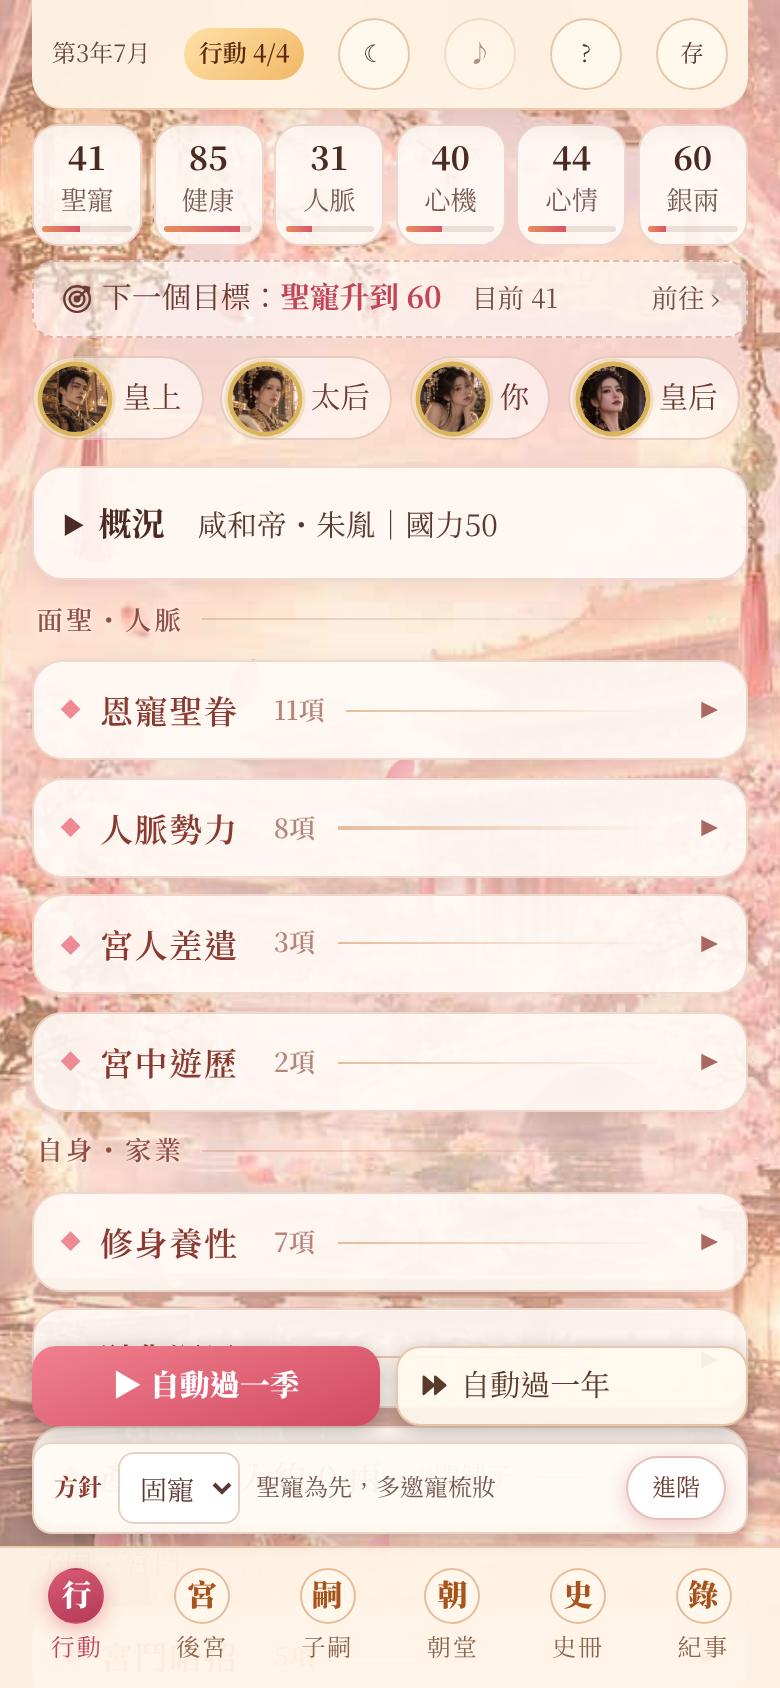 第3年7月 行動 4/4 ☾ ♪ ? 存
41 85 31 40 44 60
聖寵 健康 人脈 心機 心情 銀兩
下一個目標：聖寵升到 60 目前 41 前往 ›
皇上 太后 你 皇后
▶ 概況 咸和帝・朱胤｜國力50
面聖・人脈
恩寵聖眷 11項 ▶
人脈勢力 8項 ▶
宮人差遣 3項 ▶
宮中遊歷 2項 ▶
自身・家業
修身養性 7項 ▶
▶ 自動過一季 自動過一年
方針 固寵 聖寵為先，多邀寵梳妝 進階
行 宮 嗣 朝 史 錄
行動 後宮 子嗣 朝堂 史冊 紀事